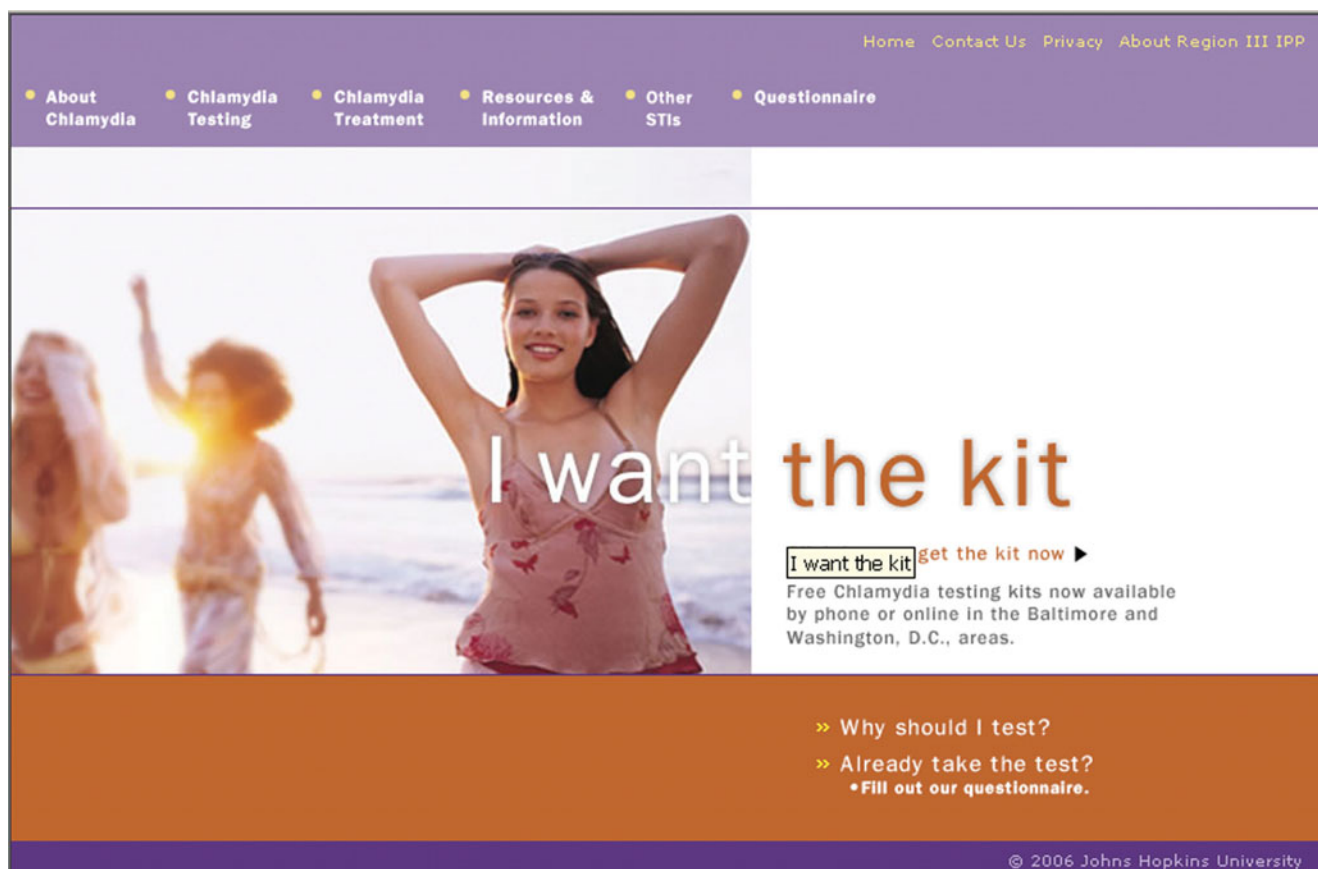 Home Contact Us Privacy About Region III IPP
About Chlamydia
Chlamydia Testing
Chlamydia Treatment
Resources & Information
Other STIs
Questionnaire
I want the kit
I want the kit get the kit now
Free Chlamydia testing kits now available
by phone or online in the Baltimore and
Washington, D.C., areas.
» Why should I test?
» Already take the test?
• Fill out our questionnaire.
© 2006 Johns Hopkins University